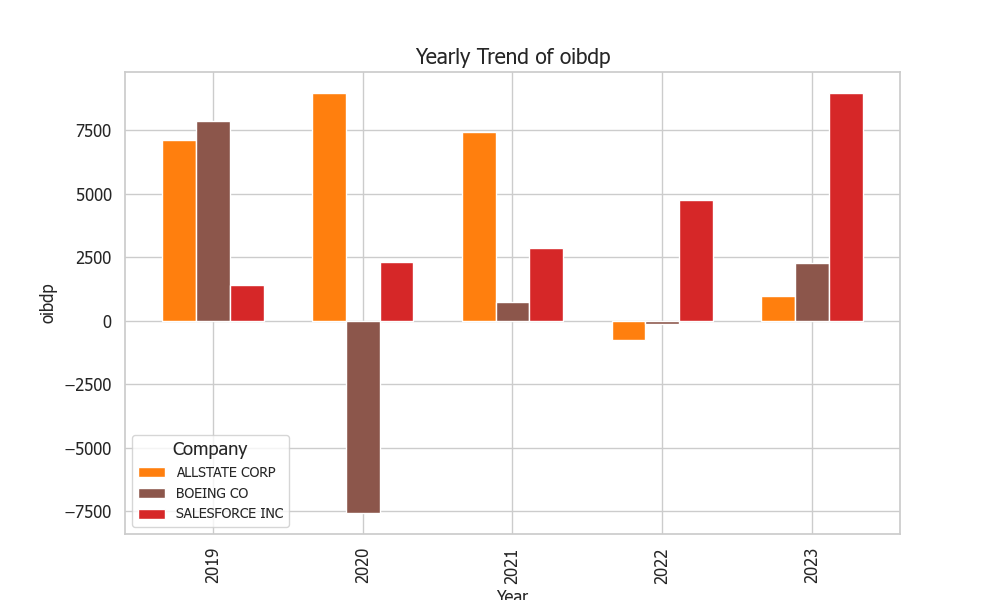 Yearly Trend of oibdp
7500
5000
2500
0
−2500
−5000
−7500
oibdp
Company
ALLSTATE CORP
BOEING CO
SALESFORCE INC
2019
2020
2021
2022
2023
Year